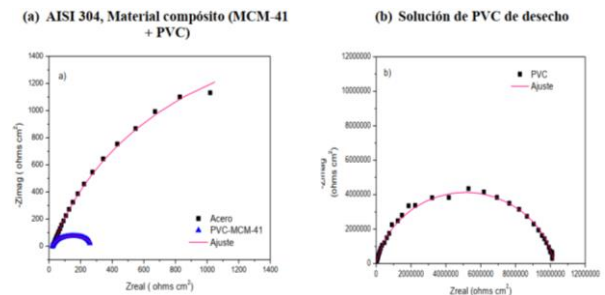 (a) AISI 304, Material compósito (MCM-41
+ PVC)
(b) Solución de PVC de desecho
a)
1400
1200
1000
800
600
400
200
0
-Zimag ( ohms cm²)
Acero
PVC-MCM-41
Ajuste
0 200 400 600 800 1000 1200 1400
Zreal ( ohms cm²)
b)
12000000
10000000
8000000
6000000
4000000
2000000
0
-Zimag
(ohms cm²)
PVC
Ajuste
0 2000000 4000000 6000000 8000000 10000000 12000000
Zreal (ohms cm²)